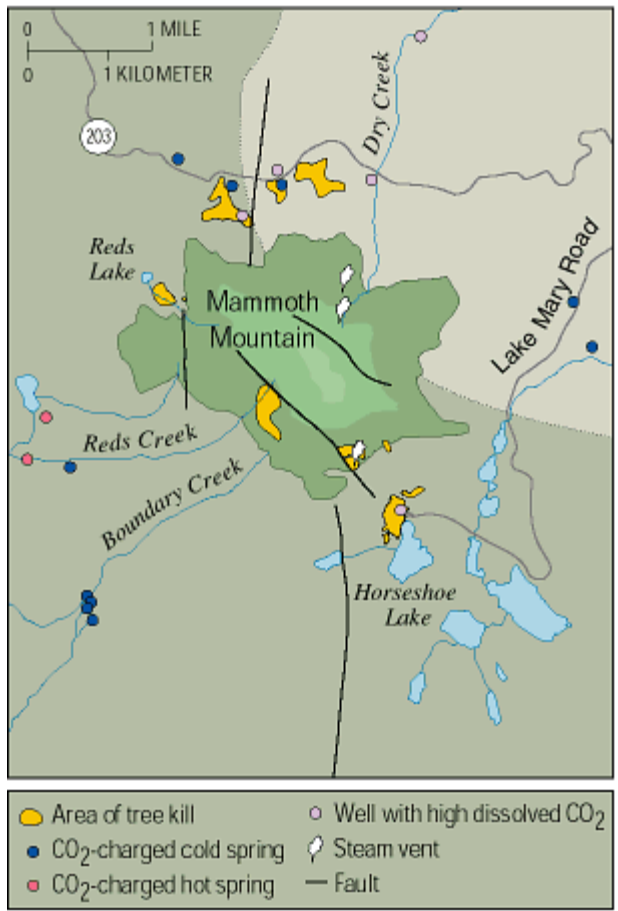 0 1 MILE
0 1 KILOMETER
203
Dry Creek
Reds
Lake
Mammoth
Mountain
Lake Mary Road
Reds Creek
Boundary Creek
Horseshoe
Lake
Area of tree kill
CO2-charged cold spring
CO2-charged hot spring
Well with high dissolved CO2
Steam vent
Fault